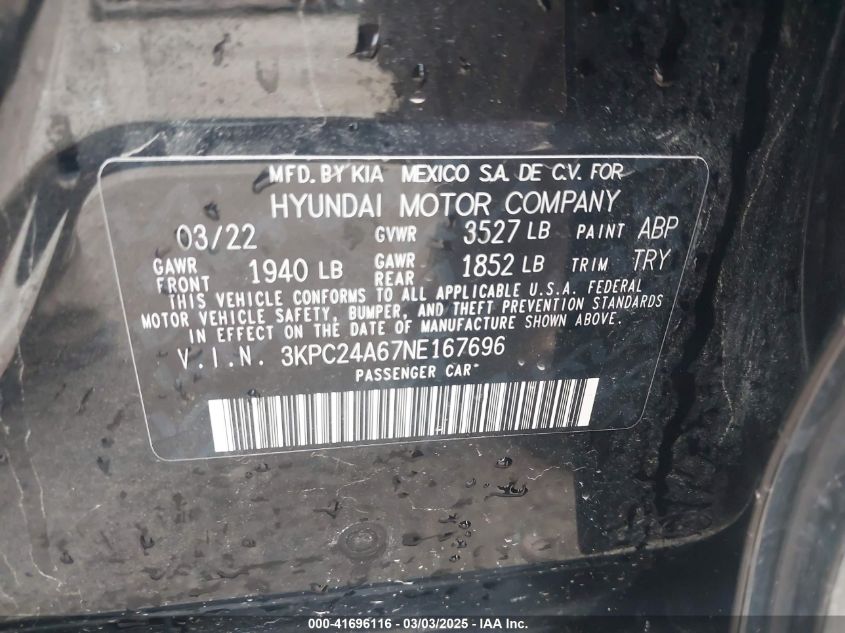 MFD. BY KIA MEXICO S.A. DE C.V. FOR
HYUNDAI MOTOR COMPANY
03/22 GVWR 3527 LB PAINT ABP
GAWR FRONT 1940 LB GAWR REAR 1852 LB TRIM TRY
THIS VEHICLE CONFORMS TO ALL APPLICABLE U.S.A. FEDERAL
MOTOR VEHICLE SAFETY, BUMPER, AND THEFT PREVENTION STANDARDS
IN EFFECT ON THE DATE OF MANUFACTURE SHOWN ABOVE.
V.I.N. 3KPC24A67NE167696
PASSENGER CAR
000-41696116 - 03/03/2025 - IAA Inc.